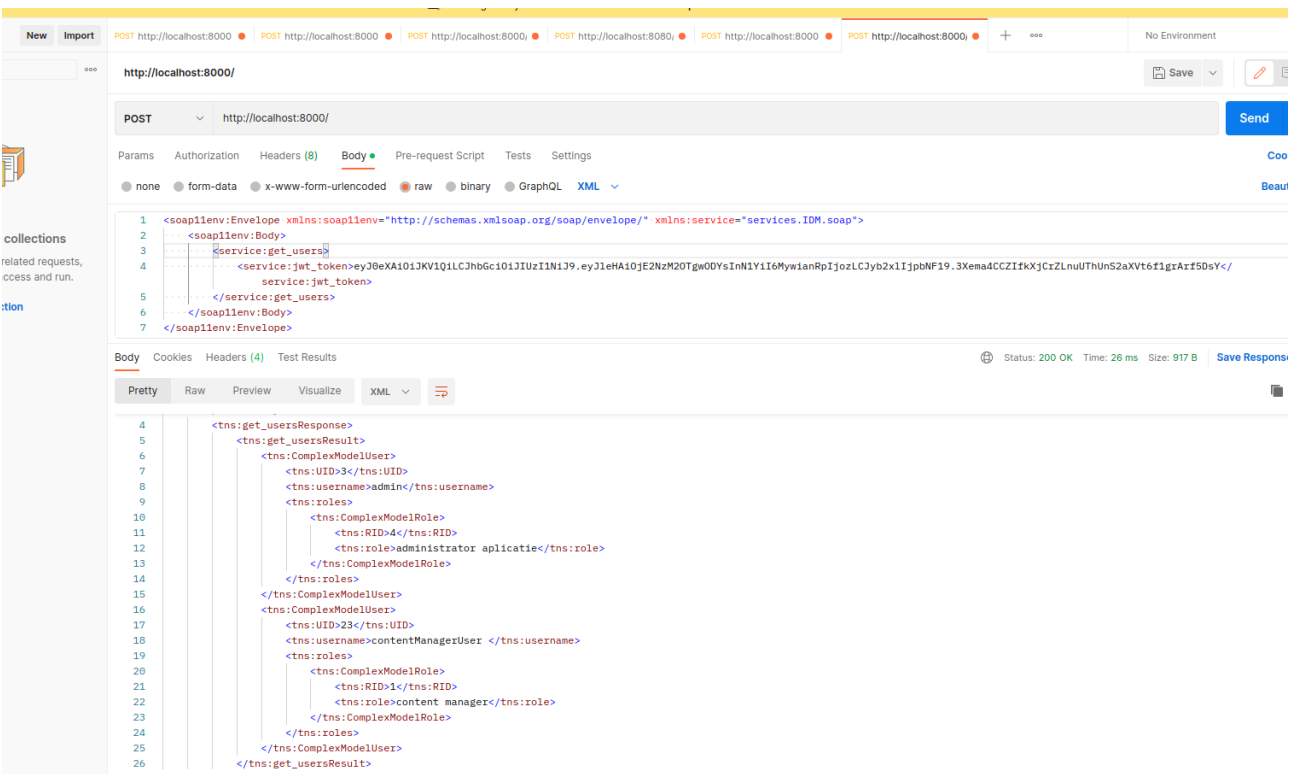 New Import POST http://localhost:8000 POST http://localhost:8000 POST http://localhost:8000/ POST http://localhost:8080/ POST http://localhost:8000 POST http://localhost:8000/ + ooo No Environment
ooo http://localhost:8000/ Save
POST http://localhost:8000/ Send
Params Authorization Headers (8) Body Pre-request Script Tests Settings Coo
none form-data x-www-form-urlencoded raw binary GraphQL XML Beaut
1 <soap11env:Envelope xmlns:soap11env="http://schemas.xmlsoap.org/soap/envelope/" xmlns:service="services.IDM.soap">
2 <soap11env:Body>
collections
3 <service:get_users>
related requests,
4 <service:jwt_token>eyJ0eXAiOiJKV1QiLCJhbGciOiJIUzI1NiJ9.eyJleHAiOjE2NzM2OTgwODYsInN1YiI6MywianRpIjozLCJyb2xlIjpbNF19.3Xema4CCZIfkXjCrZLnuUThUnS2aXVt6f1grArf5DsY</
ccess and run.
service:jwt_token>
5 </service:get_users>
ction
6 </soap11env:Body>
7 </soap11env:Envelope>
Body Cookies Headers (4) Test Results Status: 200 OK Time: 26 ms Size: 917 B Save Response
Pretty Raw Preview Visualize XML
4 <tns:get_usersResponse>
5 <tns:get_usersResult>
6 <tns:ComplexModelUser>
7 <tns:UID>3</tns:UID>
8 <tns:username>admin</tns:username>
9 <tns:roles>
10 <tns:ComplexModelRole>
11 <tns:RID>4</tns:RID>
12 <tns:role>administrator aplicatie</tns:role>
13 </tns:ComplexModelRole>
14 </tns:roles>
15 </tns:ComplexModelUser>
16 <tns:ComplexModelUser>
17 <tns:UID>23</tns:UID>
18 <tns:username>contentManagerUser </tns:username>
19 <tns:roles>
20 <tns:ComplexModelRole>
21 <tns:RID>1</tns:RID>
22 <tns:role>content manager</tns:role>
23 </tns:ComplexModelRole>
24 </tns:roles>
25 </tns:ComplexModelUser>
26 </tns:get_usersResult>